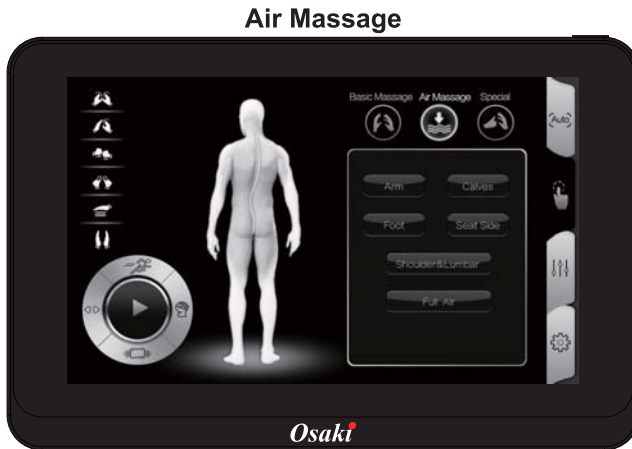 Air Massage
Basic Massage Air Massage Special
Auto
Arm Calves
Foot Seat Side
Shoulder&Lumbar
Full Air
Osaki